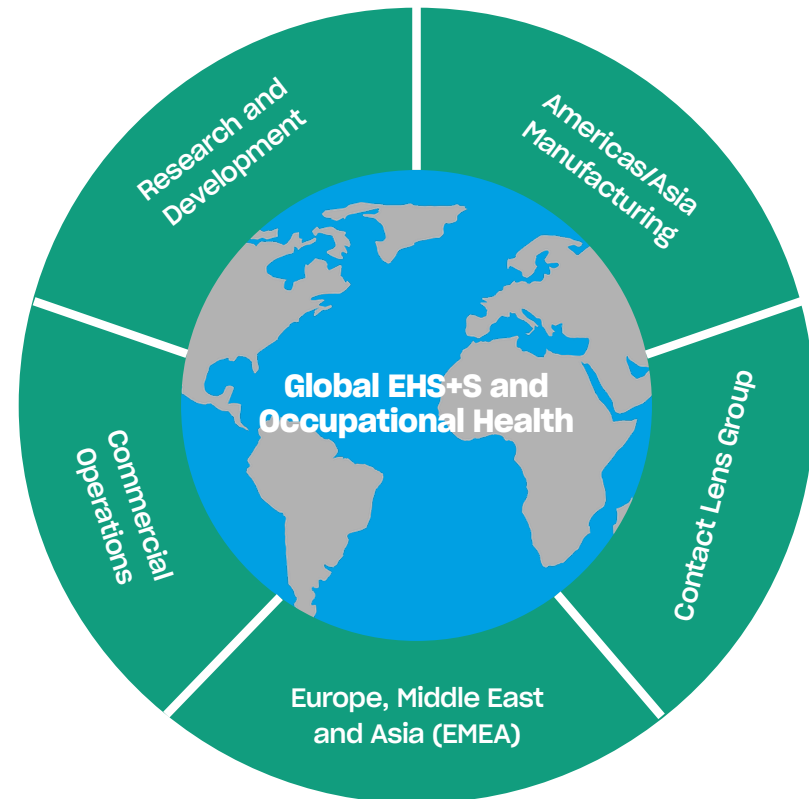 Research and
Development
Americas/Asia
Manufacturing
Global EHS+S and
Occupational Health
Commercial
Operations
Contact Lens Group
Europe, Middle East
and Asia (EMEA)